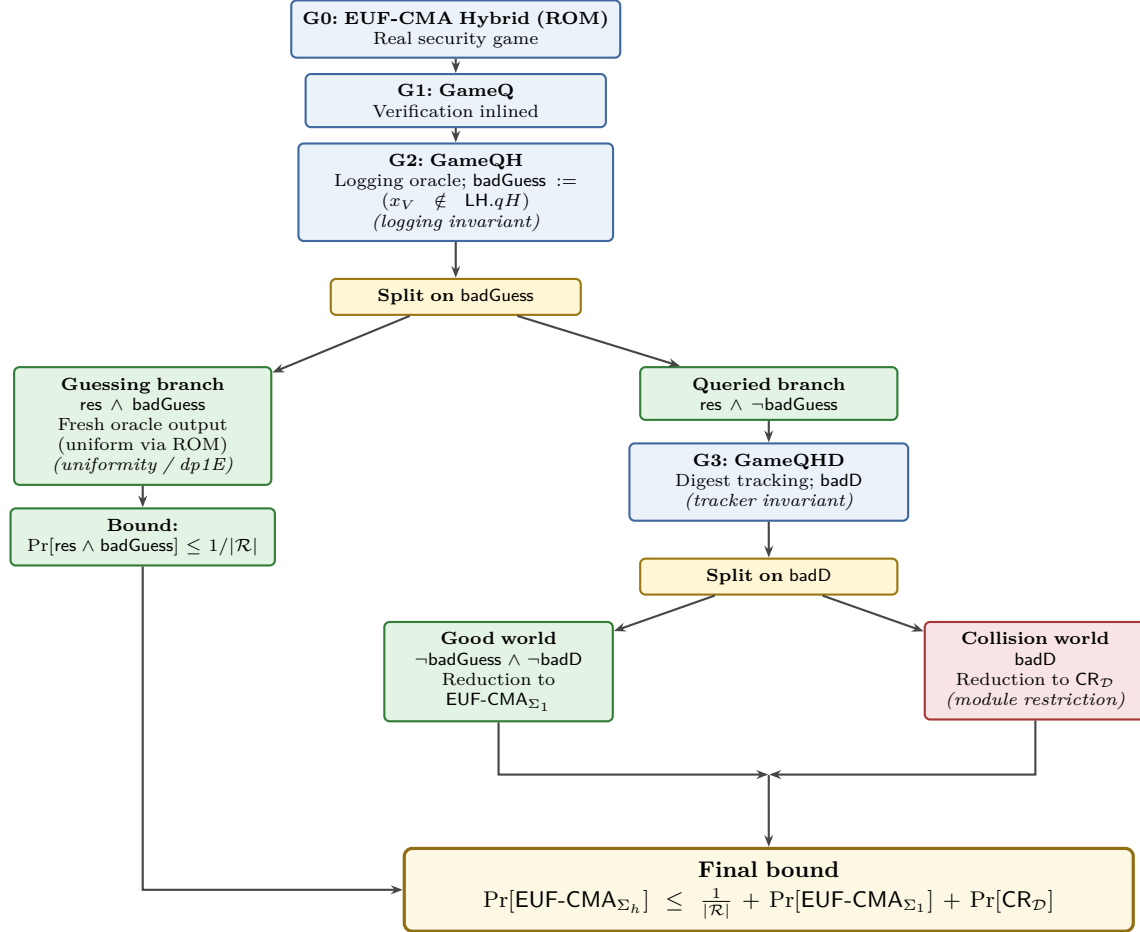 G0: EUF-CMA Hybrid (ROM)
Real security game
G1: GameQ
Verification inlined
G2: GameQH
Logging oracle; badGuess :=
(x_V ∉ LH.qH)
(logging invariant)
Split on badGuess
Guessing branch
res ∧ badGuess
Fresh oracle output
(uniform via ROM)
(uniformity / dp1E)
Queried branch
res ∧ ¬badGuess
G3: GameQHD
Digest tracking; badD
(tracker invariant)
Bound:
Pr[res ∧ badGuess] ≤ 1/|ℛ|
Split on badD
Good world
¬badGuess ∧ ¬badD
Reduction to
EUF-CMA_Σ₁
Collision world
badD
Reduction to CR_𝒟
(module restriction)
Final bound
Pr[EUF-CMA_Σ_h] ≤ 1/|ℛ| + Pr[EUF-CMA_Σ₁] + Pr[CR_𝒟]